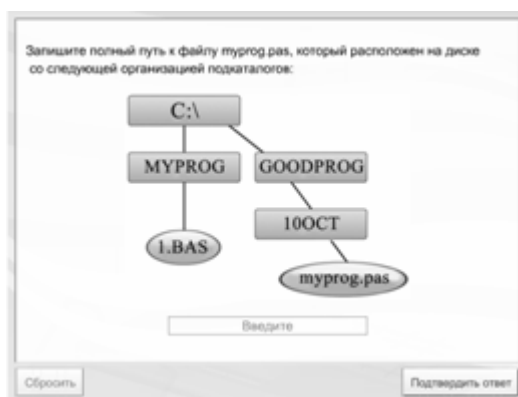 Запишите полный путь к файлу myprog.pas, который расположен на диске
со следующей организацией подкаталогов:
C:\
MYPROG GOODPROG
10OCT
1.BAS
myprog.pas
Введите
Сбросить Подтвердить ответ